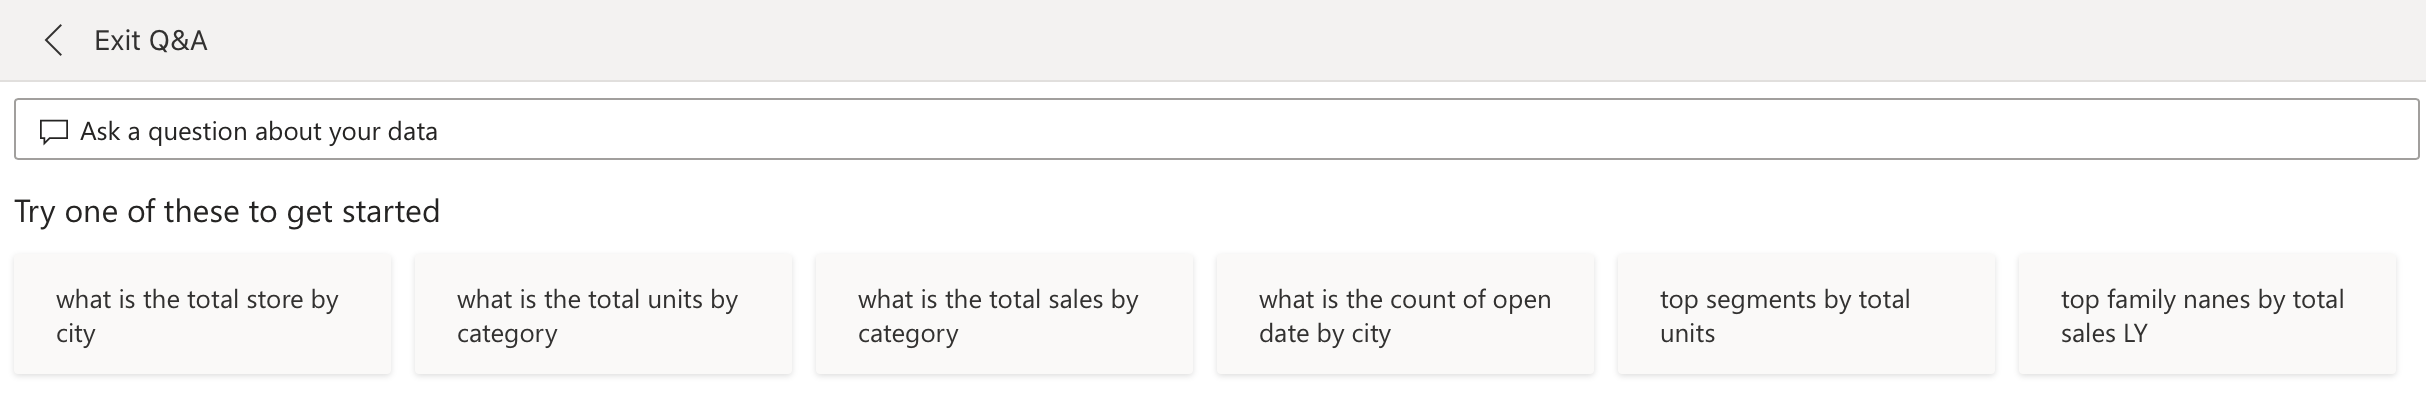 Exit Q&A
Ask a question about your data
Try one of these to get started
what is the total store by
city
what is the total units by
category
what is the total sales by
category
what is the count of open
date by city
top segments by total
units
top family nanes by total
sales LY